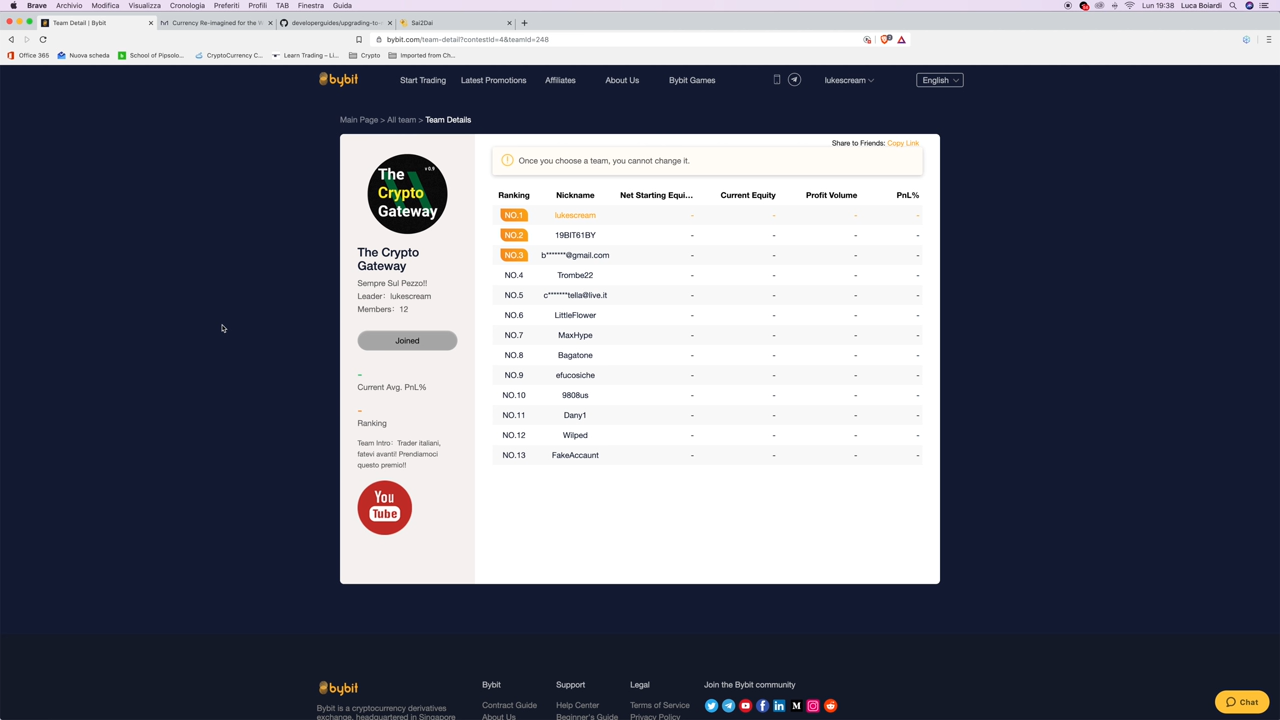 Brave Archivio Modifica Visualizza Cronologia Preferiti Profili TAB Finestra Guida Lun 19:38 Luca Boiardi
Team Detail | Bybit Currency Re-imagined for the developerguides/upgrading-to- Sai2Dai
bybit.com/team-detail?contestId=4&teamId=248
Office 365 Nuova scheda School of Pipsolo... CryptoCurrency C... Learn Trading – Li... Crypto Imported from Ch...
bybit Start Trading Latest Promotions Affiliates About Us Bybit Games lukescream English
Main Page > All team > Team Details
Share to Friends: Copy Link
Once you choose a team, you cannot change it.
The v 0.9
Crypto
Gateway
The Crypto
Gateway
Sempre Sul Pezzo!!
Leader： lukescream
Members： 12
Joined
-
Current Avg. PnL%
-
Ranking
Team Intro： Trader italiani,
fatevi avanti! Prendiamoci
questo premio!!
You
Tube
Ranking Nickname Net Starting Equi... Current Equity Profit Volume PnL%
NO.1 lukescream - - - -
NO.2 19BIT61BY - - - -
NO.3 b*******@gmail.com - - - -
NO.4 Trombe22 - - - -
NO.5 c*******tella@live.it - - - -
NO.6 LittleFlower - - - -
NO.7 MaxHype - - - -
NO.8 Bagatone - - - -
NO.9 efucosiche - - - -
NO.10 9808us - - - -
NO.11 Dany1 - - - -
NO.12 Wilped - - - -
NO.13 FakeAccaunt - - - -
bybit
Bybit is a cryptocurrency derivatives
exchange, headquartered in Singapore
Bybit
Contract Guide
About Us
Support
Help Center
Beginner's Guide
Legal
Terms of Service
Privacy Policy
Join the Bybit community
Chat